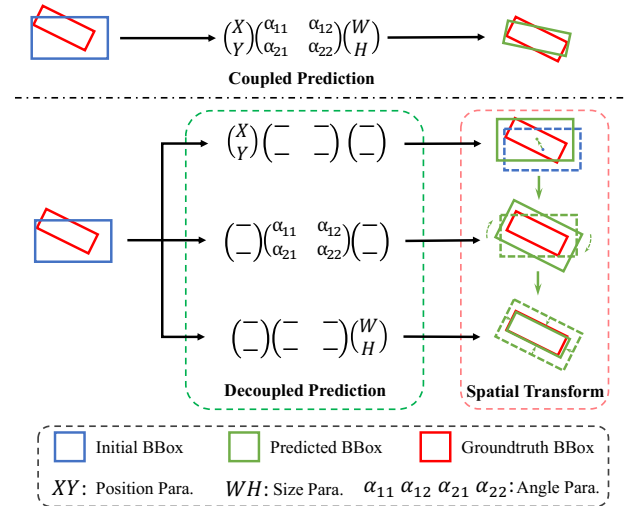 (X Y) (α11 α12 α21 α22) (W H)
Coupled Prediction
(X Y) (— — — —) (— —)
(— —) (α11 α12 α21 α22) (— —)
(— —) (— — — —) (W H)
Decoupled Prediction
Spatial Transform
Initial BBox
Predicted BBox
Groundtruth BBox
XY: Position Para.
WH: Size Para.
α11 α12 α21 α22: Angle Para.